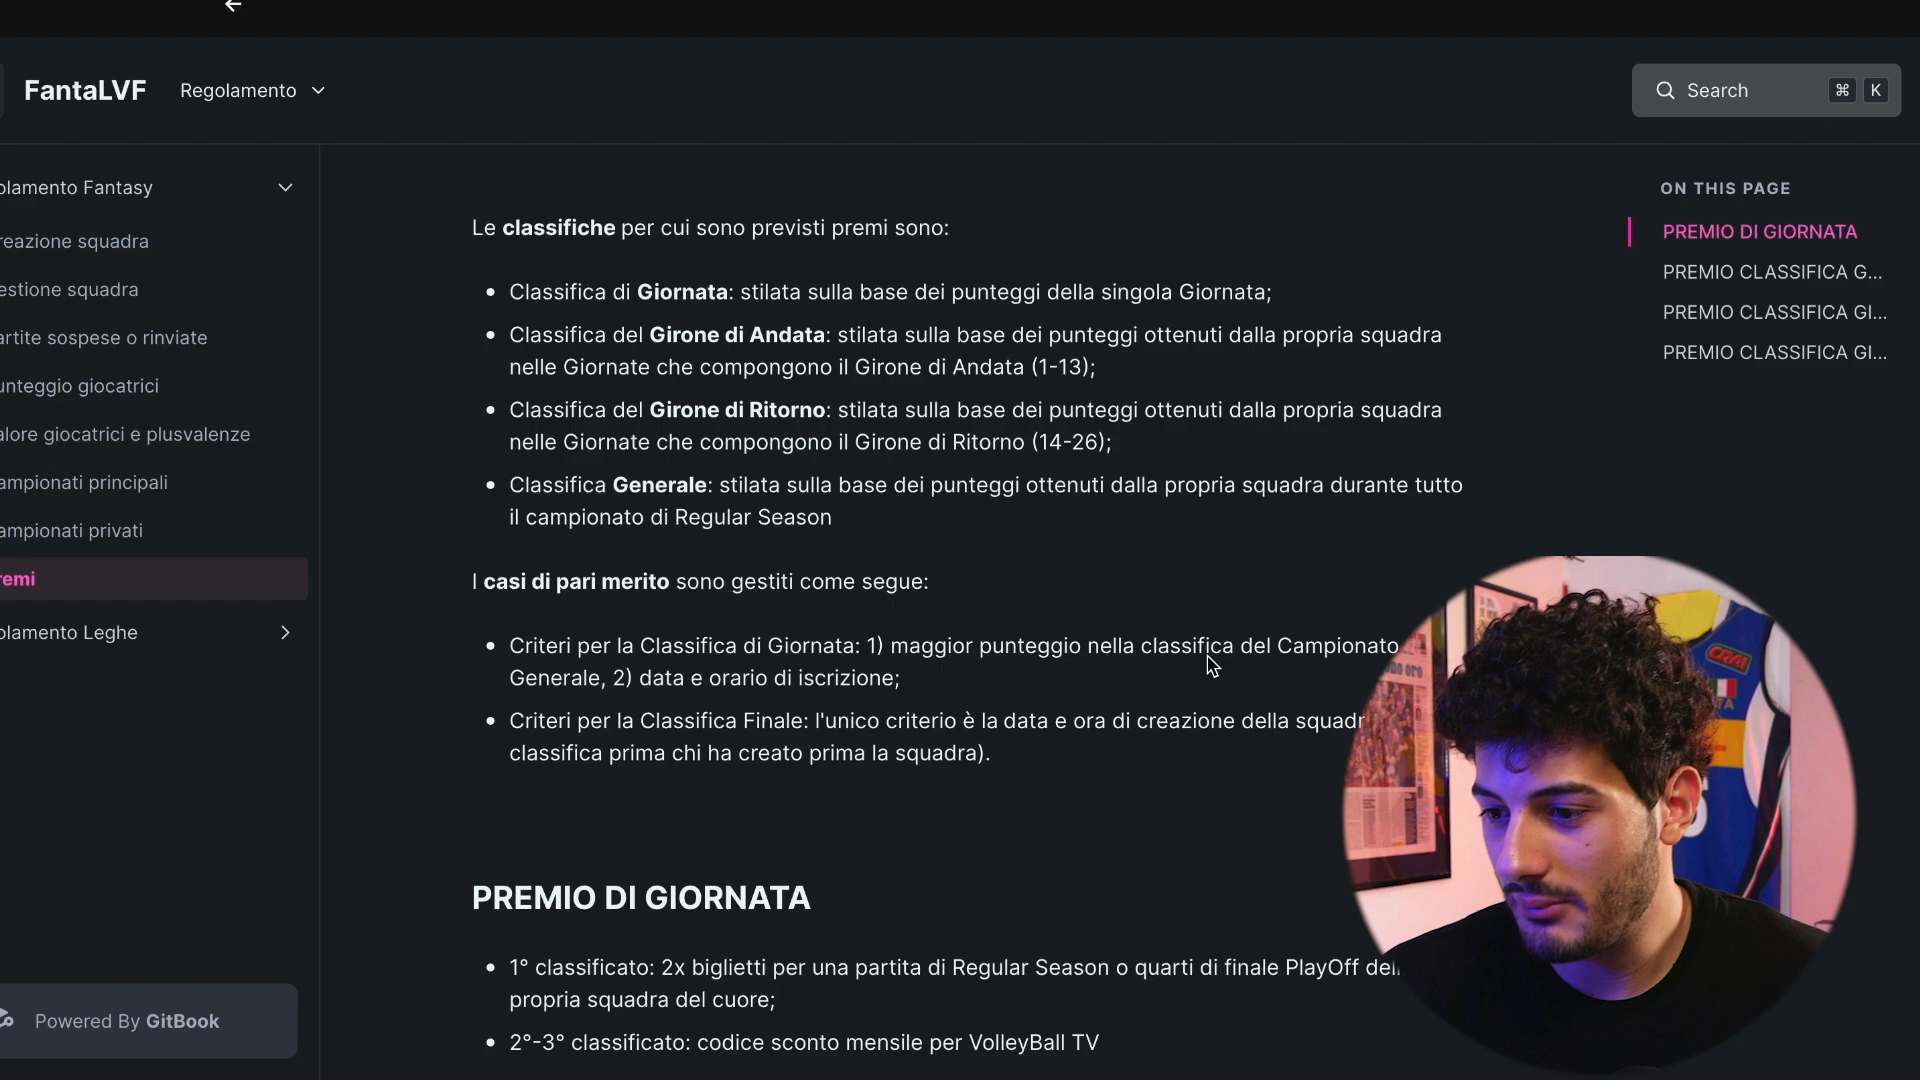 FantaLVF
Regolamento
Search
⌘ K
olamento Fantasy
reazione squadra
estione squadra
artite sospese o rinviate
unteggio giocatrici
alore giocatrici e plusvalenze
ampionati principali
ampionati privati
remi
olamento Leghe
Powered By GitBook
Le classifiche per cui sono previsti premi sono:
• Classifica di Giornata: stilata sulla base dei punteggi della singola Giornata;
• Classifica del Girone di Andata: stilata sulla base dei punteggi ottenuti dalla propria squadra
nelle Giornate che compongono il Girone di Andata (1-13);
• Classifica del Girone di Ritorno: stilata sulla base dei punteggi ottenuti dalla propria squadra
nelle Giornate che compongono il Girone di Ritorno (14-26);
• Classifica Generale: stilata sulla base dei punteggi ottenuti dalla propria squadra durante tutto
il campionato di Regular Season
I casi di pari merito sono gestiti come segue:
• Criteri per la Classifica di Giornata: 1) maggior punteggio nella classifica del Campionato
Generale, 2) data e orario di iscrizione;
• Criteri per la Classifica Finale: l'unico criterio è la data e ora di creazione della squadr
classifica prima chi ha creato prima la squadra).
PREMIO DI GIORNATA
• 1° classificato: 2x biglietti per una partita di Regular Season o quarti di finale PlayOff dell
propria squadra del cuore;
• 2°-3° classificato: codice sconto mensile per VolleyBall TV
ON THIS PAGE
PREMIO DI GIORNATA
PREMIO CLASSIFICA G...
PREMIO CLASSIFICA GI...
PREMIO CLASSIFICA GI...
CRAI